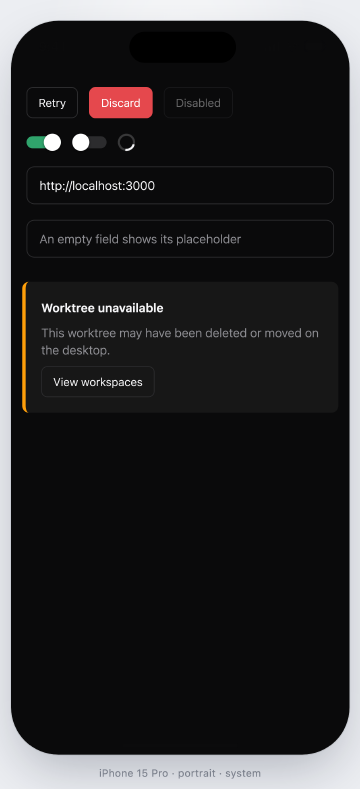 Retry
Discard
Disabled
http://localhost:3000
An empty field shows its placeholder
Worktree unavailable
This worktree may have been deleted or moved on
the desktop.
View workspaces
iPhone 15 Pro · portrait · system